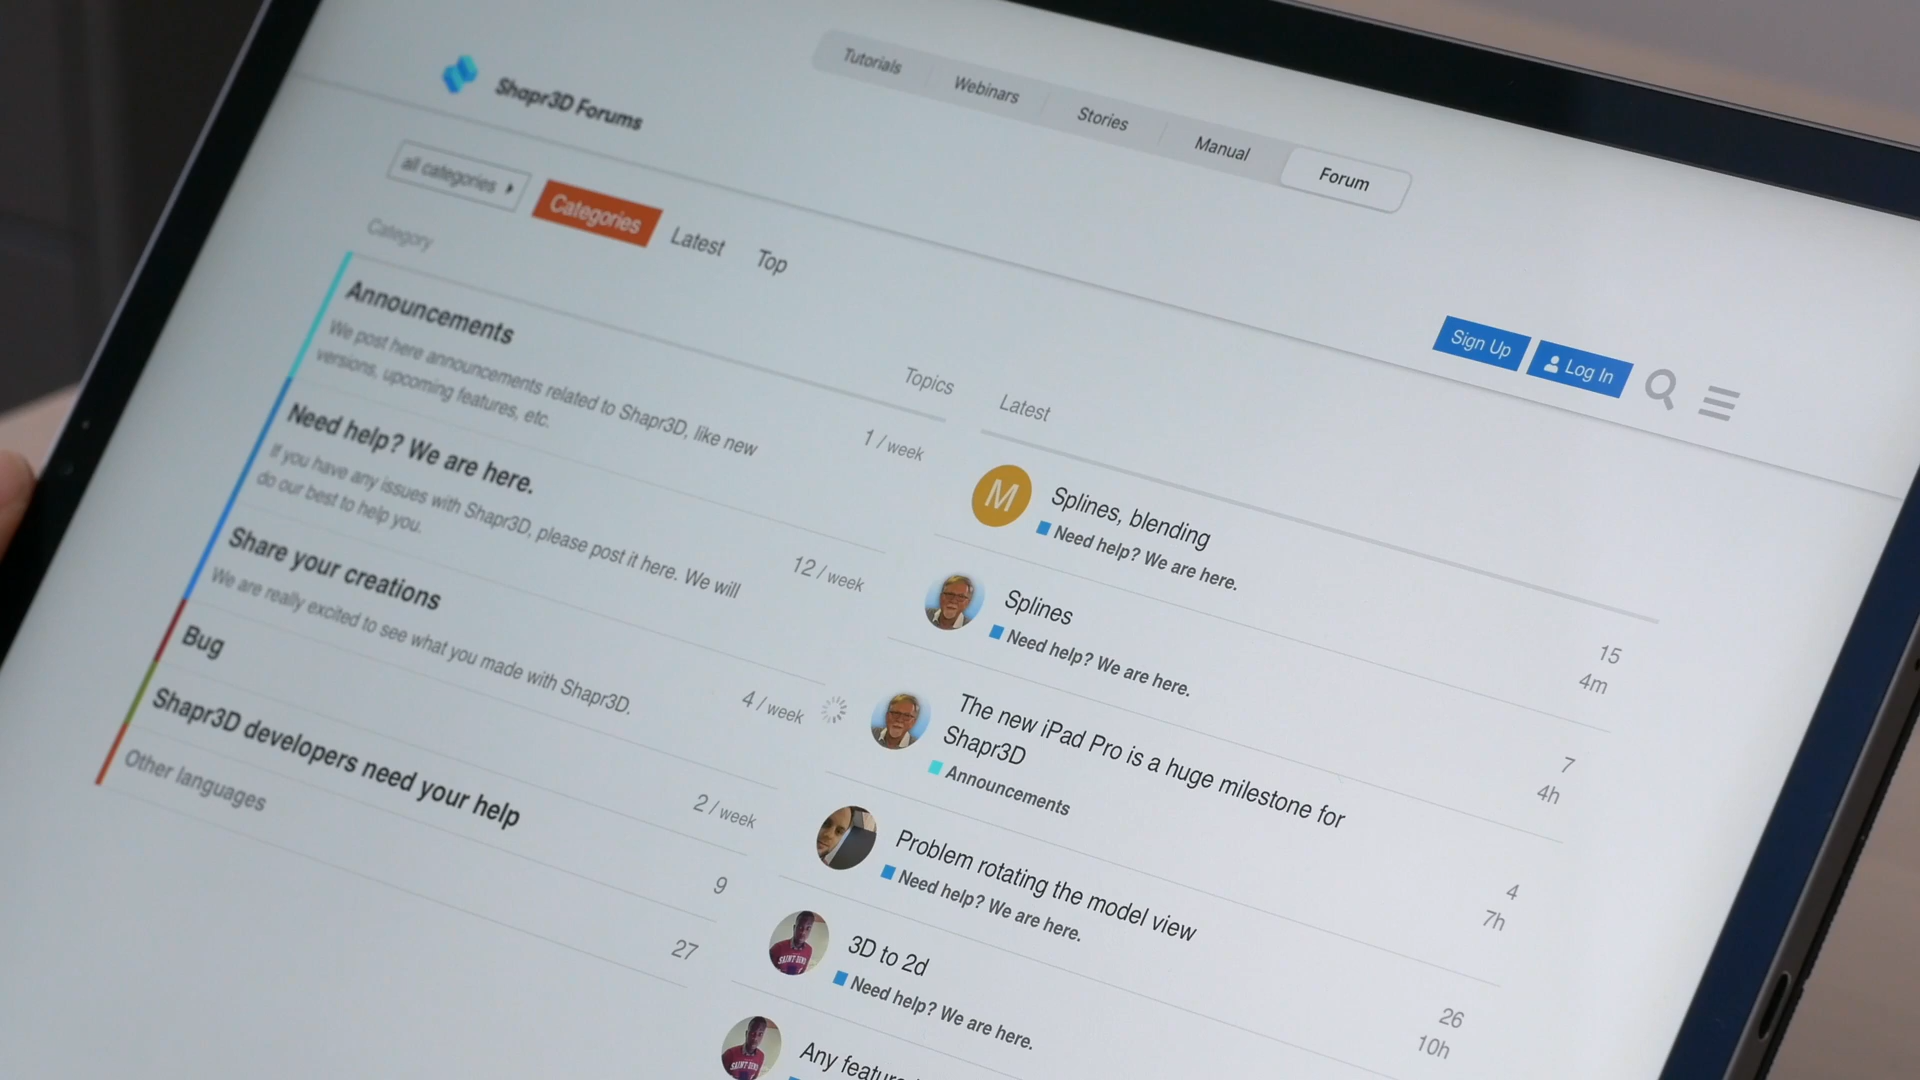 Shapr3D Forums
Tutorials
Webinars
Stories
Manual
Forum
all categories
Categories
Latest
Top
Sign Up
Log In
Category
Topics
Announcements
We post here announcements related to Shapr3D, like new
versions, upcoming features, etc.
1 / week
Need help? We are here.
If you have any issues with Shapr3D, please post it here. We will
do our best to help you.
12 / week
Share your creations
We are really excited to see what you made with Shapr3D.
4 / week
Bug
2 / week
Shapr3D developers need your help
9
Other languages
27
Latest
M
Splines, blending
Need help? We are here.
15
4m
Splines
Need help? We are here.
7
4h
The new iPad Pro is a huge milestone for
Shapr3D
Announcements
4
7h
Problem rotating the model view
Need help? We are here.
26
10h
3D to 2d
Need help? We are here.
Any